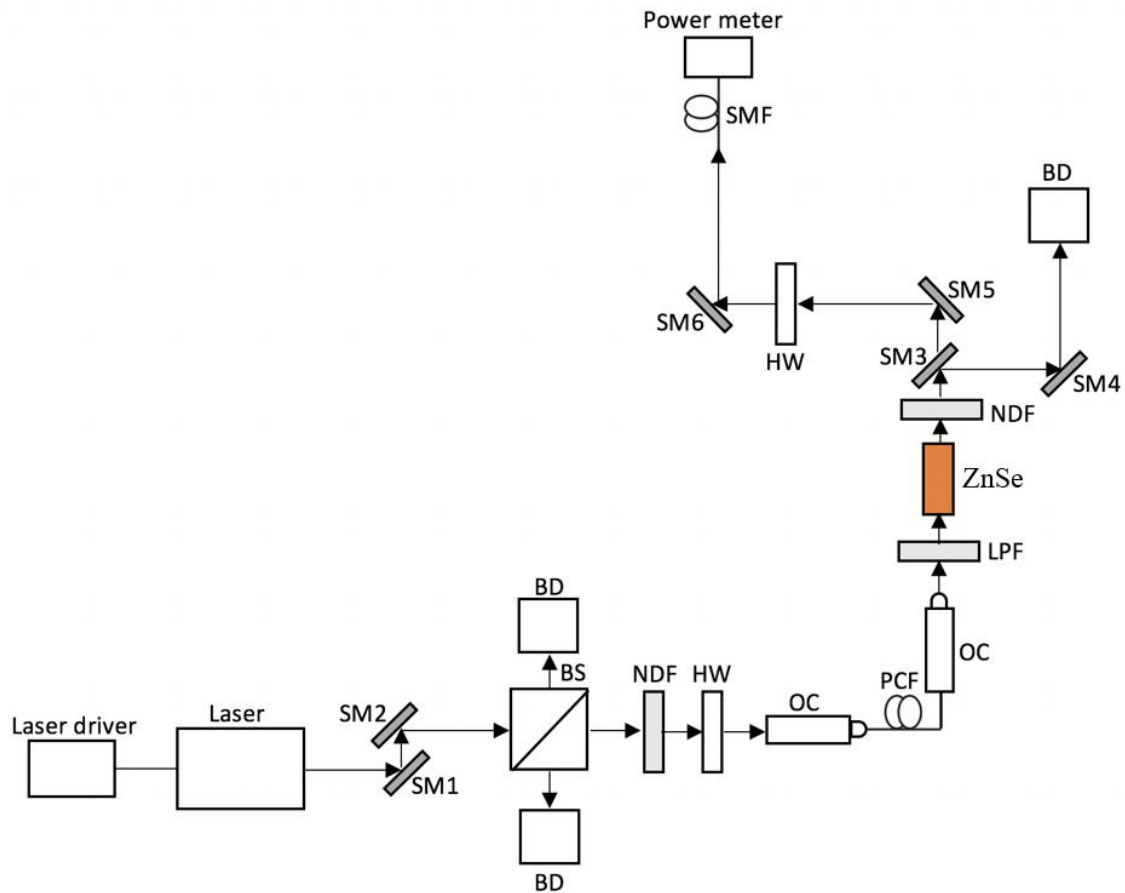 Power meter
SMF
BD
SM5
SM6
HW
SM3
SM4
NDF
ZnSe
LPF
BD
OC
BS
NDF
HW
PCF
OC
SM2
Laser
Laser driver
SM1
BD